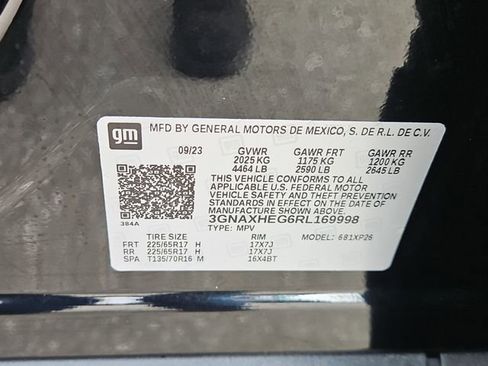 gm MFD BY GENERAL MOTORS DE MEXICO, S. DE R.L. DE C.V.
09/23 GVWR GAWR FRT GAWR RR
2025 KG 1175 KG 1200 KG
4464 LB 2590 LB 2645 LB
THIS VEHICLE CONFORMS TO ALL
APPLICABLE U.S. FEDERAL MOTOR
VEHICLE SAFETY AND THEFT PREVENTION
STANDARDS IN EFFECT ON THE DATE OF
MANUFACTURE SHOWN ABOVE.
3GNAXHEG6RL169998
384A TYPE: MPV
TIRE SIZE RIM MODEL: 681XP26
FRT 225/65R17 H 17X7J
RR 225/65R17 H 17X7J
SPA T135/70R16 M 16X4BT